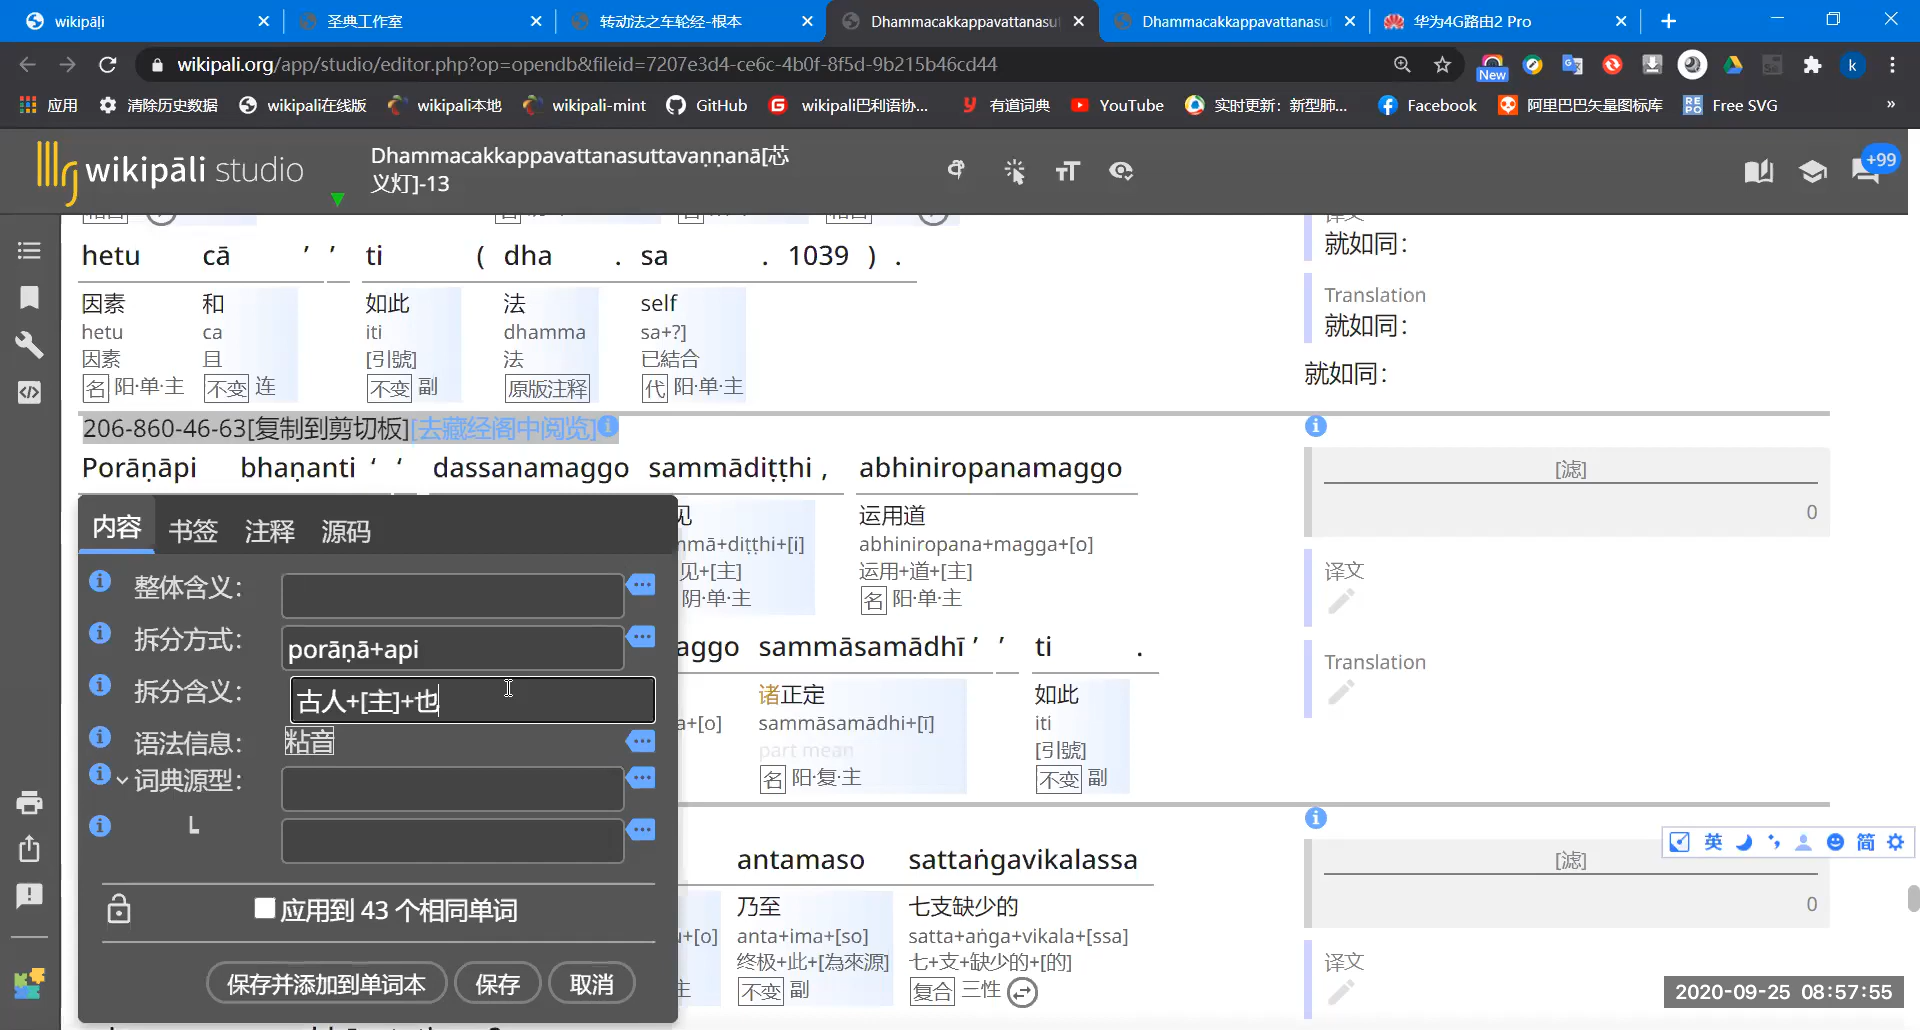 wikipāḷi
圣典工作室
转动法之车轮经-根本
Dhammacakkappavattanasu
Dhammacakkappavattanasu
华为4G路由2 Pro
wikipali.org/app/studio/editor.php?op=opendb&fileid=7207e3d4-ce6c-4b0f-8f5d-9b215b46cd44
New
k
应用
清除历史数据
wikipali在线版
wikipali本地
wikipali-mint
GitHub
wikipali巴利语协...
有道词典
YouTube
实时更新：新型肺...
Facebook
阿里巴巴矢量图标库
Free SVG
»
wikipāli studio
Dhammacakkappavattanasuttavaṇṇanā[芯
义灯]-13
+99
hetu cā ’ ’ ti ( dha . sa . 1039 ) .
因素 和 如此 法 self
hetu ca iti dhamma sa+?]
因素 且 [引號] 法 已結合
名 阳·单·主 不变 连 不变 副 原版注释 代 阳·单·主
译文
就如同：
Translation
就如同：
就如同：
206-860-46-63[复制到剪切板][去藏经阁中阅览]
Porāṇāpi bhaṇanti ‘ ‘ dassanamaggo sammādiṭṭhi , abhiniropanamaggo
见 运用道
mmā+diṭṭhi+[i] abhiniropana+magga+[o]
见+[主] 运用+道+[主]
阴·单·主 名 阳·单·主
aggo sammāsamādhī ’ ’ ti .
诸正定 如此
a+[o] sammāsamādhi+[ī] iti
part mean [引號]
名 阳·复·主 不变 副
[滤]
0
译文
Translation
内容 书签 注释 源码
整体含义：
拆分方式： porāṇā+api
拆分含义： 古人+[主]+也
语法信息： 粘音
词典源型：
┗
应用到 43 个相同单词
保存并添加到单词本 保存 取消
antamaso sattaṅgavikalassa
乃至 七支缺少的
+[o] anta+ima+[so] satta+aṅga+vikala+[ssa]
终极+此+[為來源] 七+支+缺少的+[的]
主 不变 副 复合 三性
[滤]
0
译文
英 简
2020-09-25 08:57:55